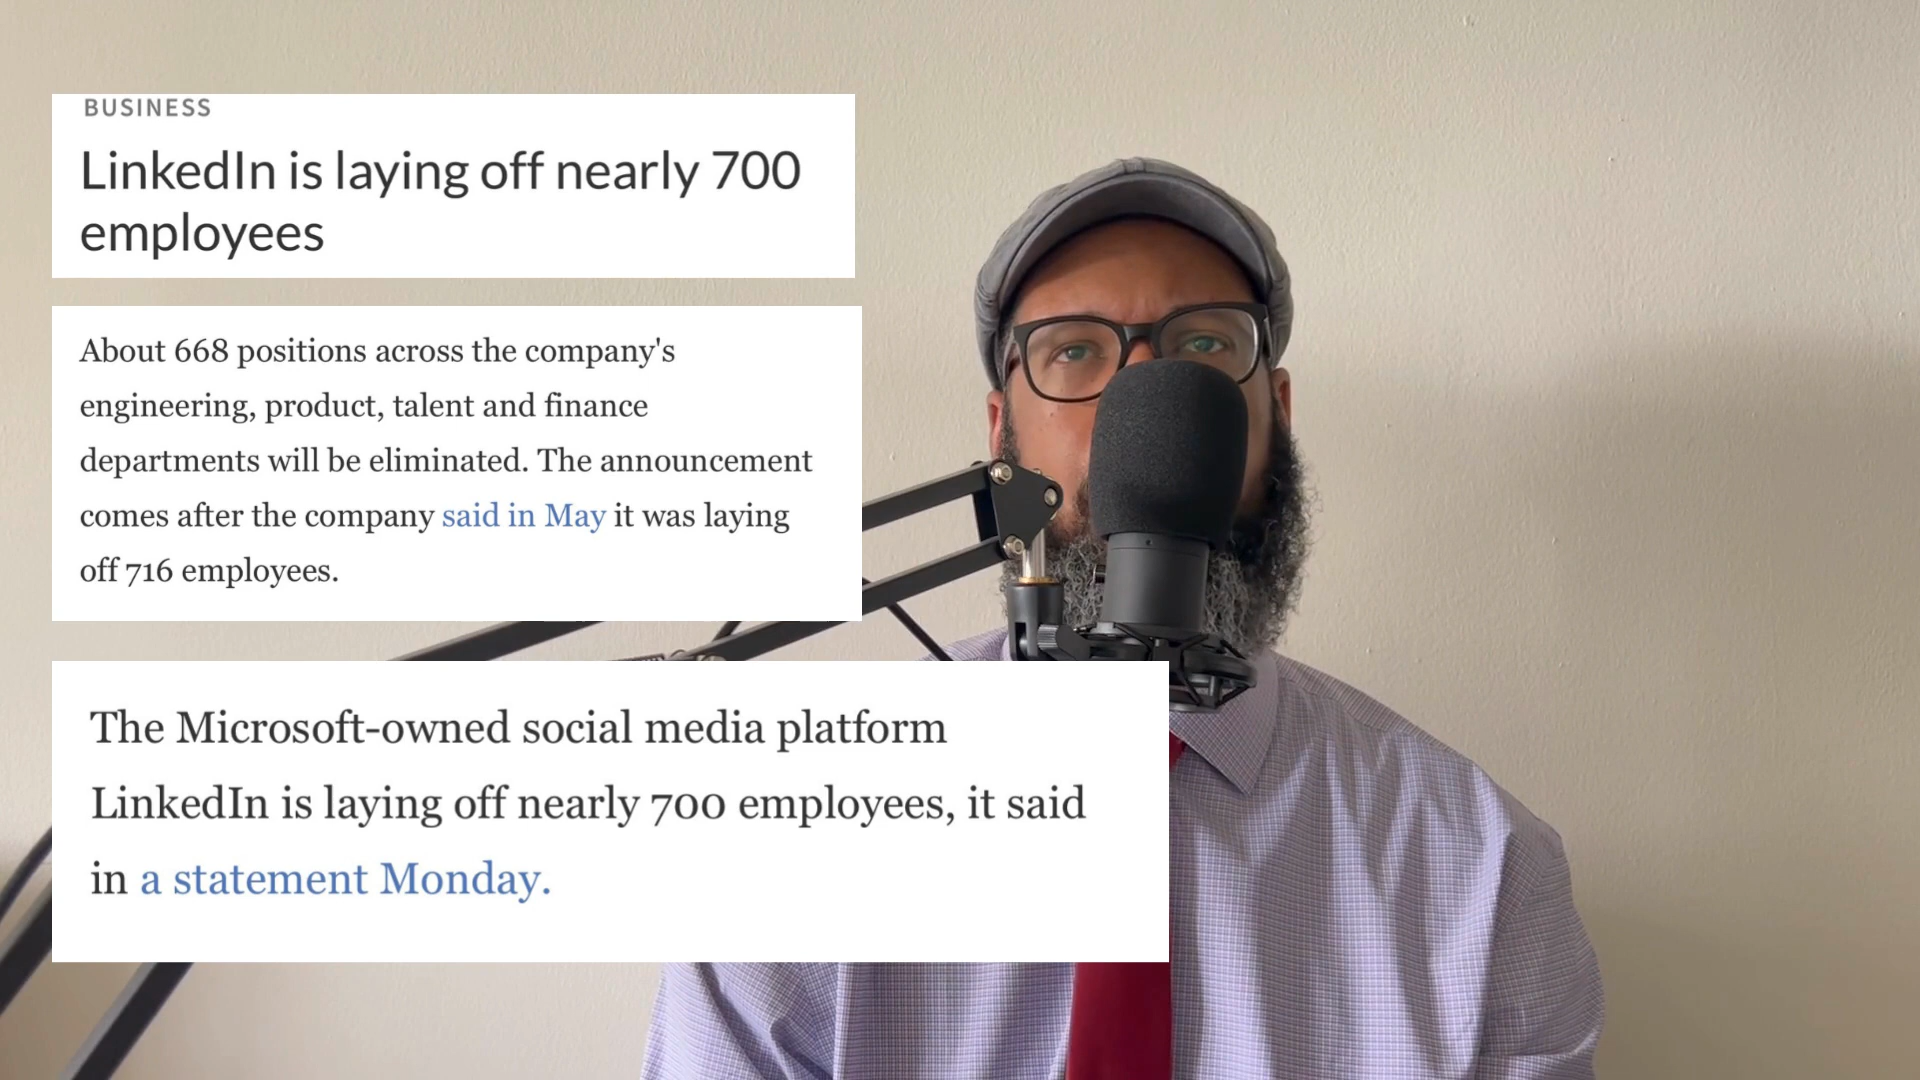 BUSINESS
LinkedIn is laying off nearly 700
employees
About 668 positions across the company's
engineering, product, talent and finance
departments will be eliminated. The announcement
comes after the company said in May it was laying
off 716 employees.
The Microsoft-owned social media platform
LinkedIn is laying off nearly 700 employees, it said
in a statement Monday.